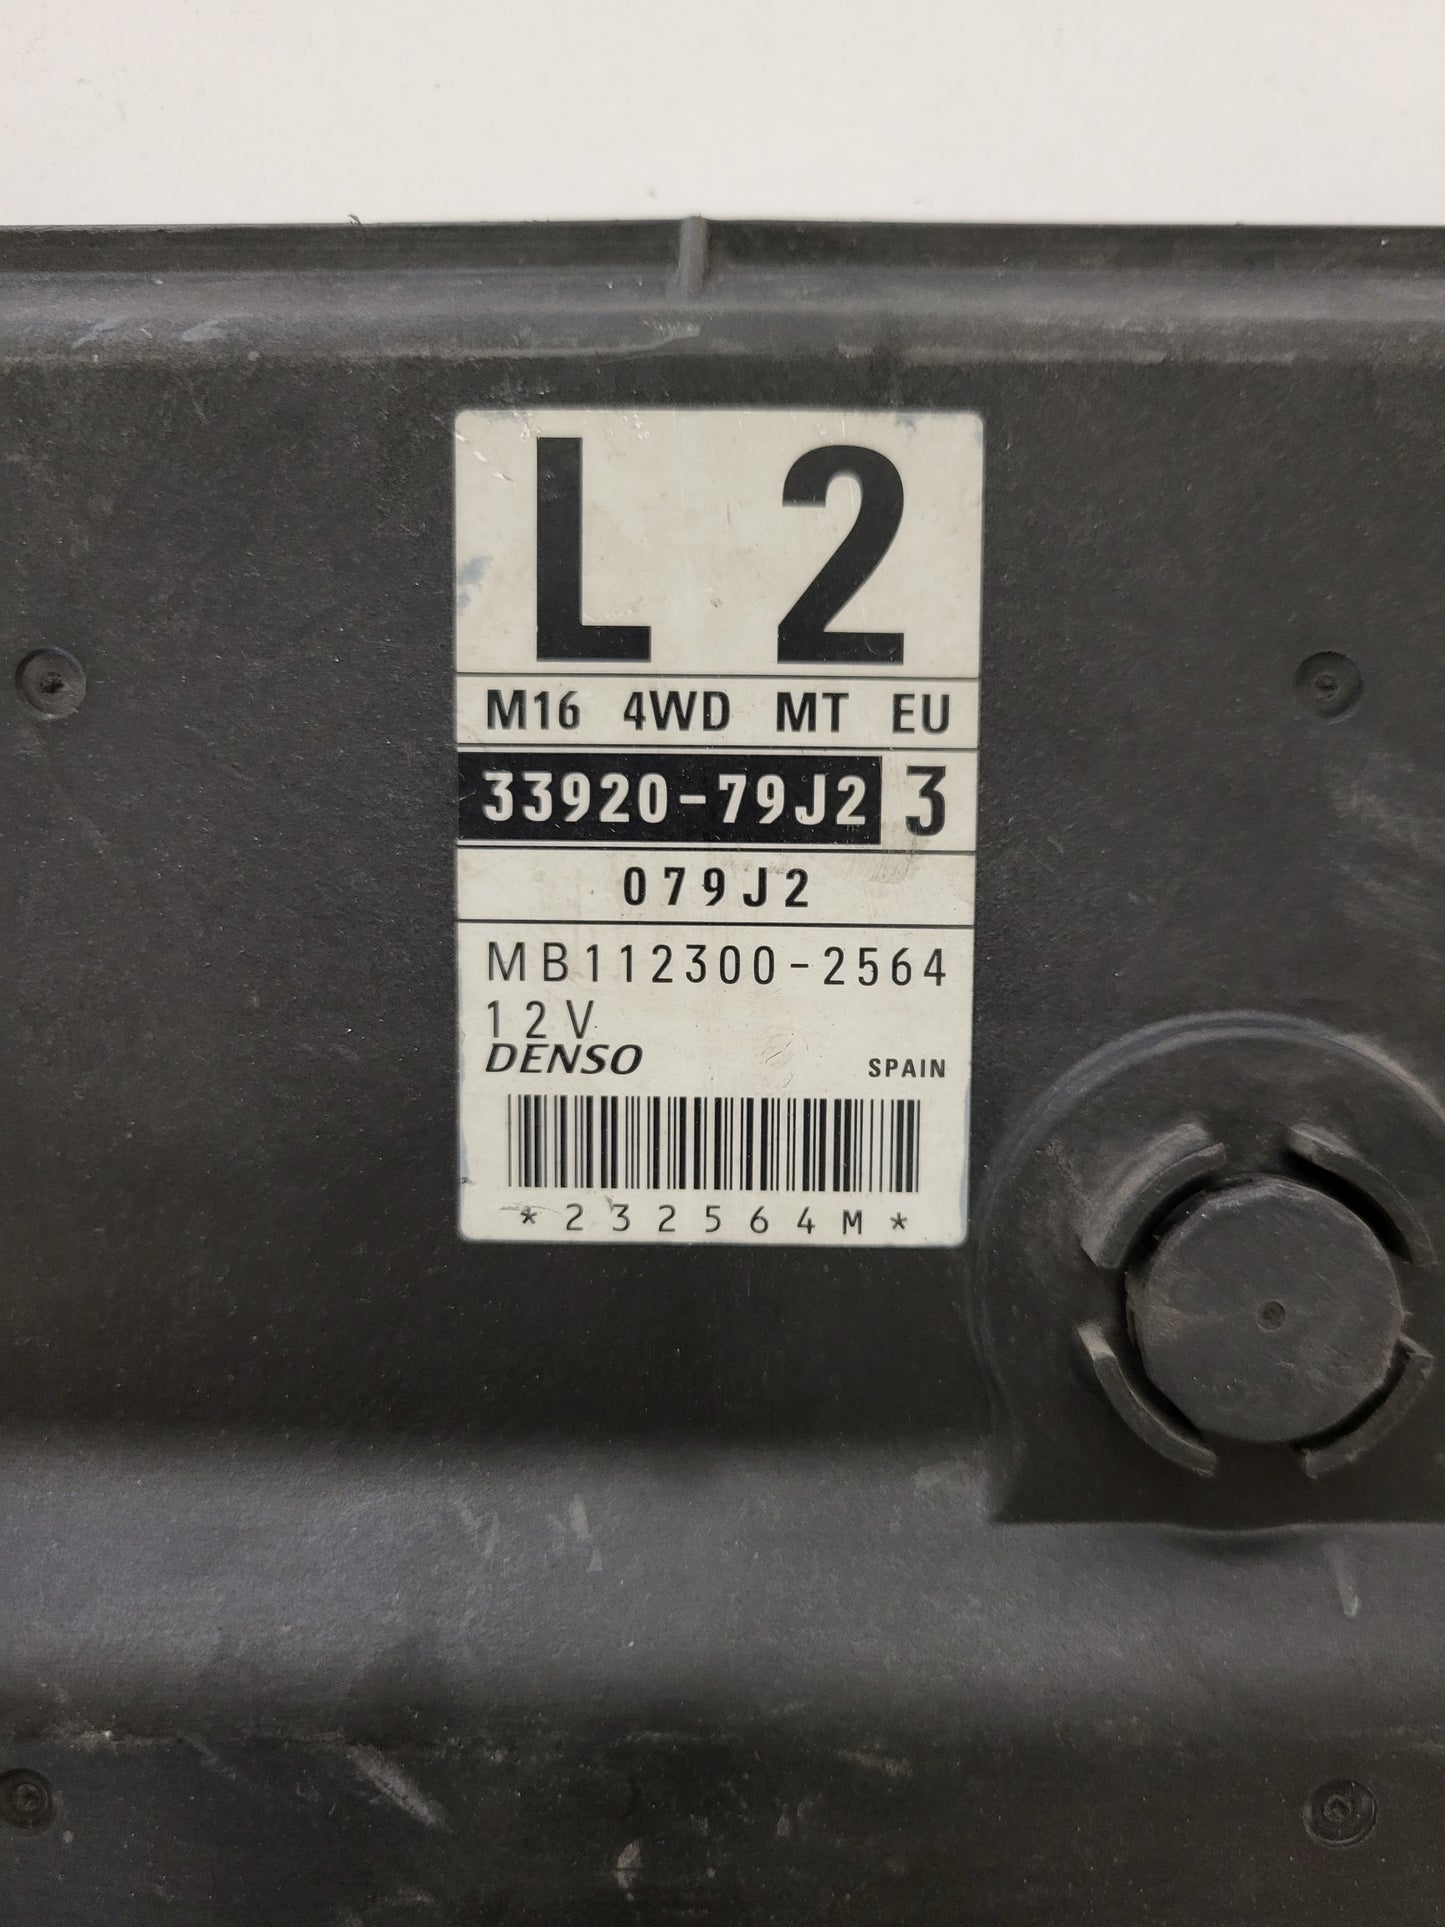 L 2
M16 4WD MT EU
33920-79J2 3
079J2
MB112300-2564
12V
DENSO SPAIN
*232564M*